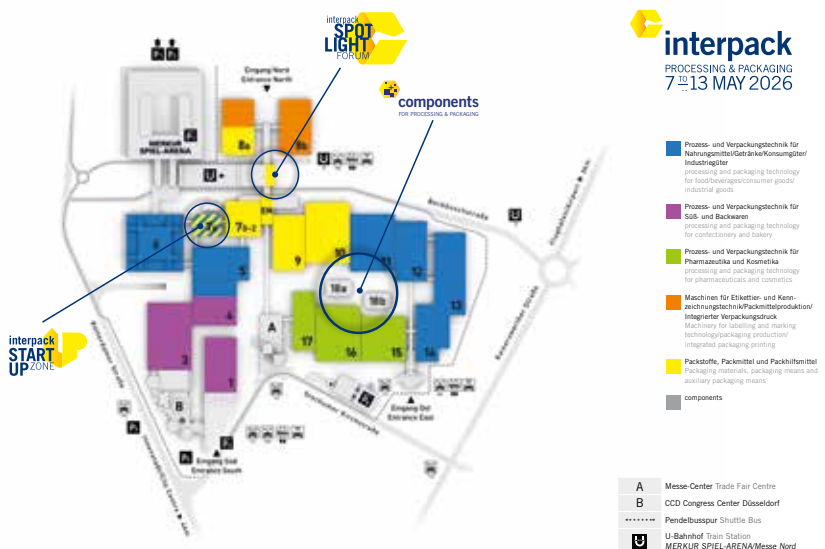 interpack
SPOT
LIGHT
FORUM
interpack
PROCESSING & PACKAGING
7 TO 13 MAY 2026
components
FOR PROCESSING & PACKAGING
Eingang Nord
Entrance North
MERKUR
SPIEL-ARENA
8a
8b
EN
6
7a
7.0-2
5
9
10
11
12
13
14
15
16
17
18a
18b
4
3
1
A
B
Beckbuschstraße
Eingang Ost
Entrance East
Eingang Süd
Entrance South
interpack
START
UP ZONE
Prozess- und Verpackungstechnik für
Nahrungsmittel/Getränke/Konsumgüter/
Industriegüter
processing and packaging technology
for food/beverages/consumer goods/
industrial goods
Prozess- und Verpackungstechnik für
Süß- und Backwaren
processing and packaging technology
for confectionery and bakery
Prozess- und Verpackungstechnik für
Pharmazeutika und Kosmetika
processing and packaging technology
for pharmaceuticals and cosmetics
Maschinen für Etikettier- und Kenn-
zeichnungstechnik/Packmittelproduktion/
Integrierter Verpackungsdruck
Machinery for labelling and marking
technology/packaging production/
integrated packaging printing
Packstoffe, Packmittel und Packhilfsmittel
Packaging materials, packaging means and
auxiliary packaging means
components
A Messe-Center Trade Fair Centre
B CCD Congress Center Düsseldorf
Pendelbusspur Shuttle Bus
U U-Bahnhof Train Station
MERKUR SPIEL-ARENA/Messe Nord